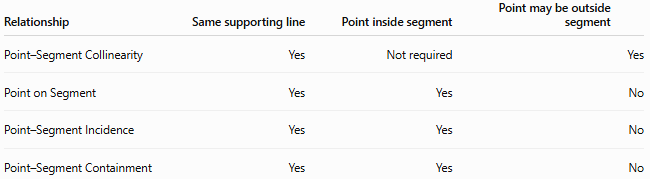 Relationship Same supporting line Point inside segment Point may be outside
segment
Point–Segment Collinearity Yes Not required Yes
Point on Segment Yes Yes No
Point–Segment Incidence Yes Yes No
Point–Segment Containment Yes Yes No